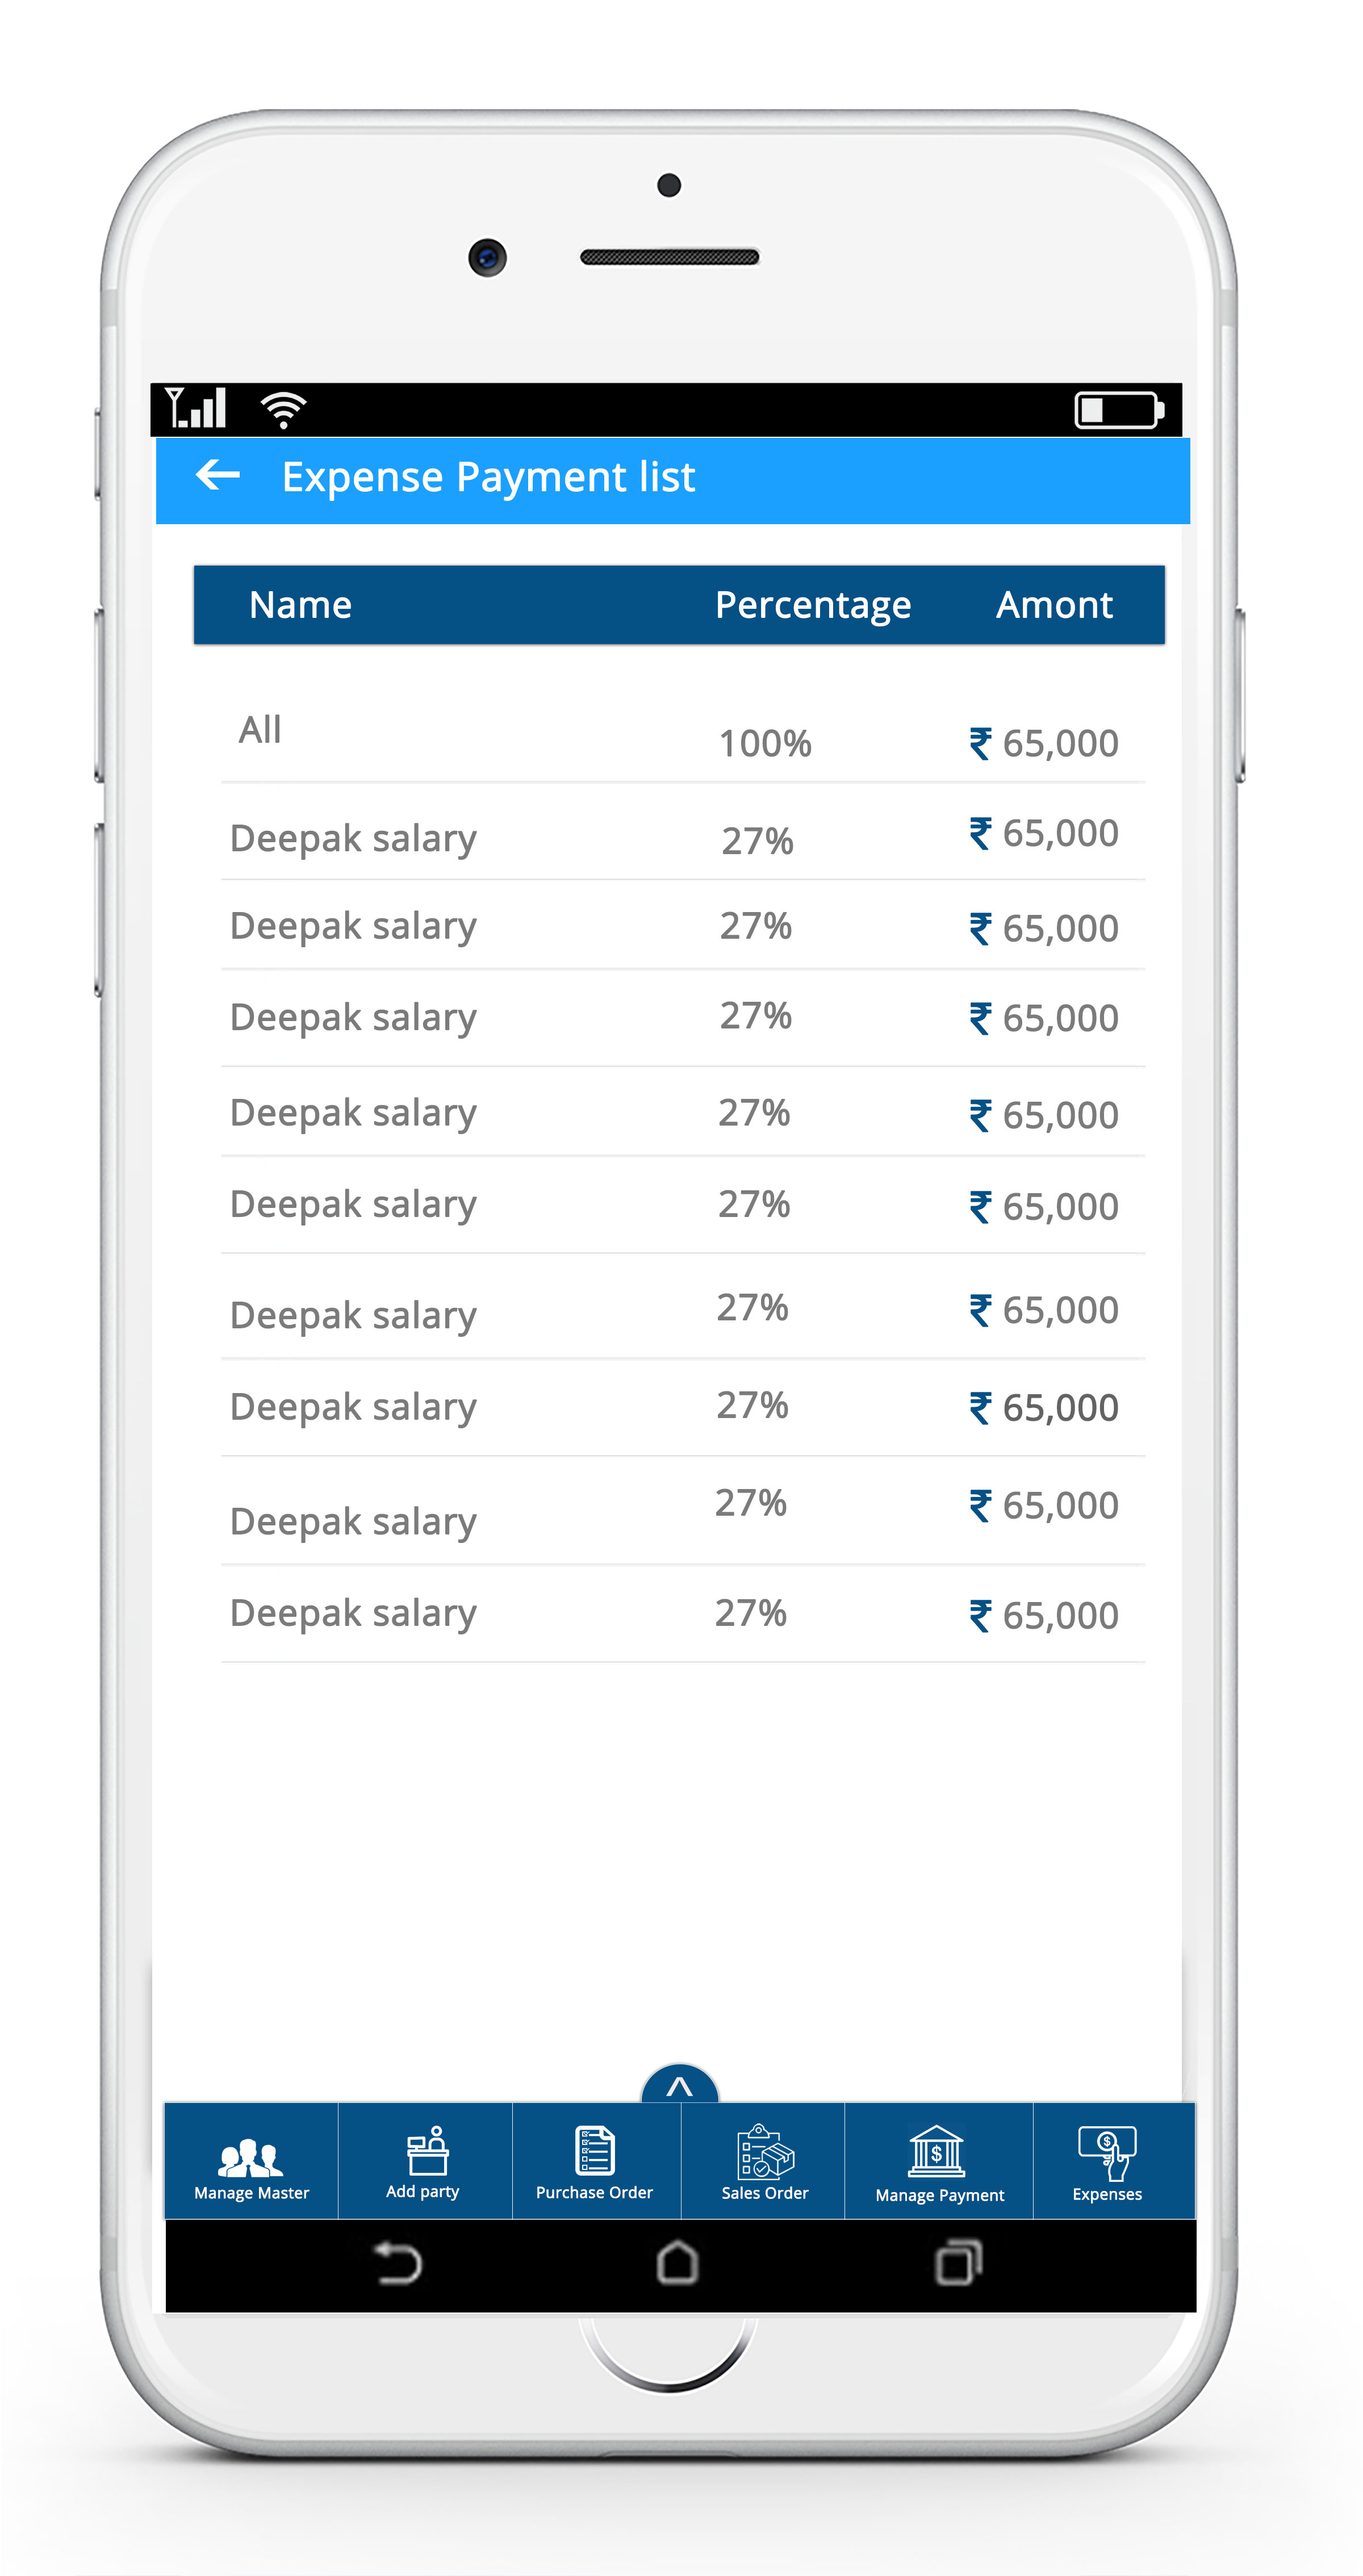 Expense Payment list
Name Percentage Amont
All 100% ₹ 65,000
Deepak salary 27% ₹ 65,000
Deepak salary 27% ₹ 65,000
Deepak salary 27% ₹ 65,000
Deepak salary 27% ₹ 65,000
Deepak salary 27% ₹ 65,000
Deepak salary 27% ₹ 65,000
Deepak salary 27% ₹ 65,000
Deepak salary 27% ₹ 65,000
Deepak salary 27% ₹ 65,000
Manage Master Add party Purchase Order Sales Order Manage Payment Expenses